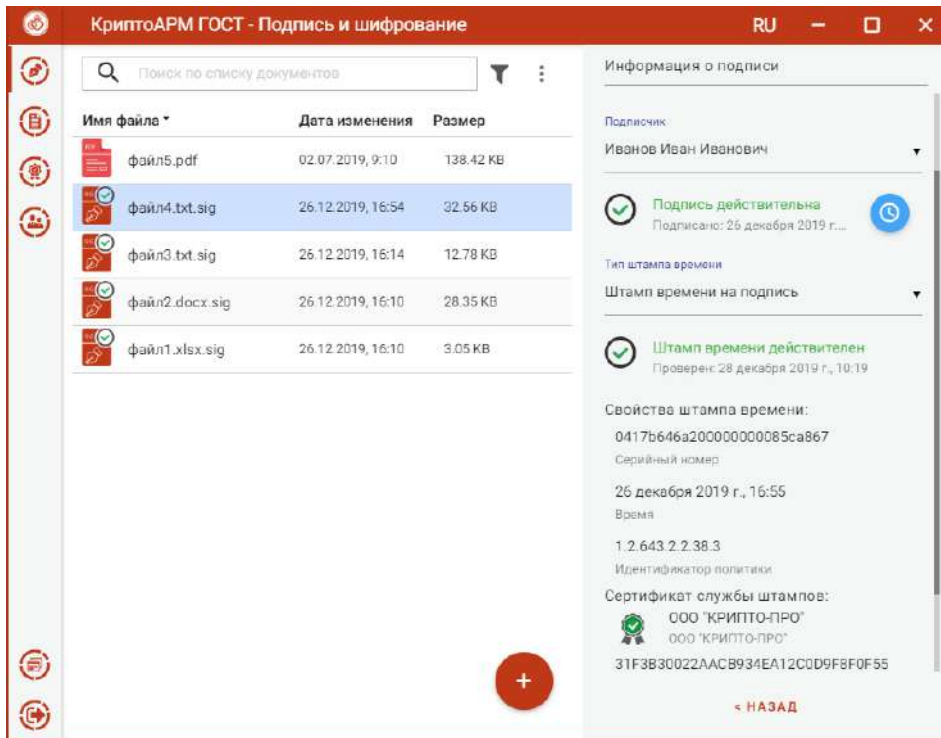 КриптоАРМ ГОСТ - Подпись и шифрование
RU
Поиск по списку документов
Имя файла
Дата изменения
Размер
файл5.pdf
02.07.2019, 9:10
138.42 KB
файл4.txt.sig
26.12.2019, 16:54
32.56 KB
файл3.txt.sig
26.12.2019, 16:14
12.78 KB
файл2.docx.sig
26.12.2019, 16:10
28.35 KB
файл1.xlsx.sig
26.12.2019, 16:10
3.05 KB
Информация о подписи
Подписчик
Иванов Иван Иванович
Подпись действительна
Подписано: 26 декабря 2019 г....
Тип штампа времени
Штамп времени на подпись
Штамп времени действителен
Проверен: 28 декабря 2019 г., 10:19
Свойства штампа времени:
0417b646a200000000085ca867
Серийный номер
26 декабря 2019 г., 16:55
Время
1.2.643.2.2.38.3
Идентификатор политики
Сертификат службы штампов:
ООО "КРИПТО-ПРО"
ООО "КРИПТО-ПРО"
31F3B30022AACB934EA12C0D9F8F0F55
< НАЗАД